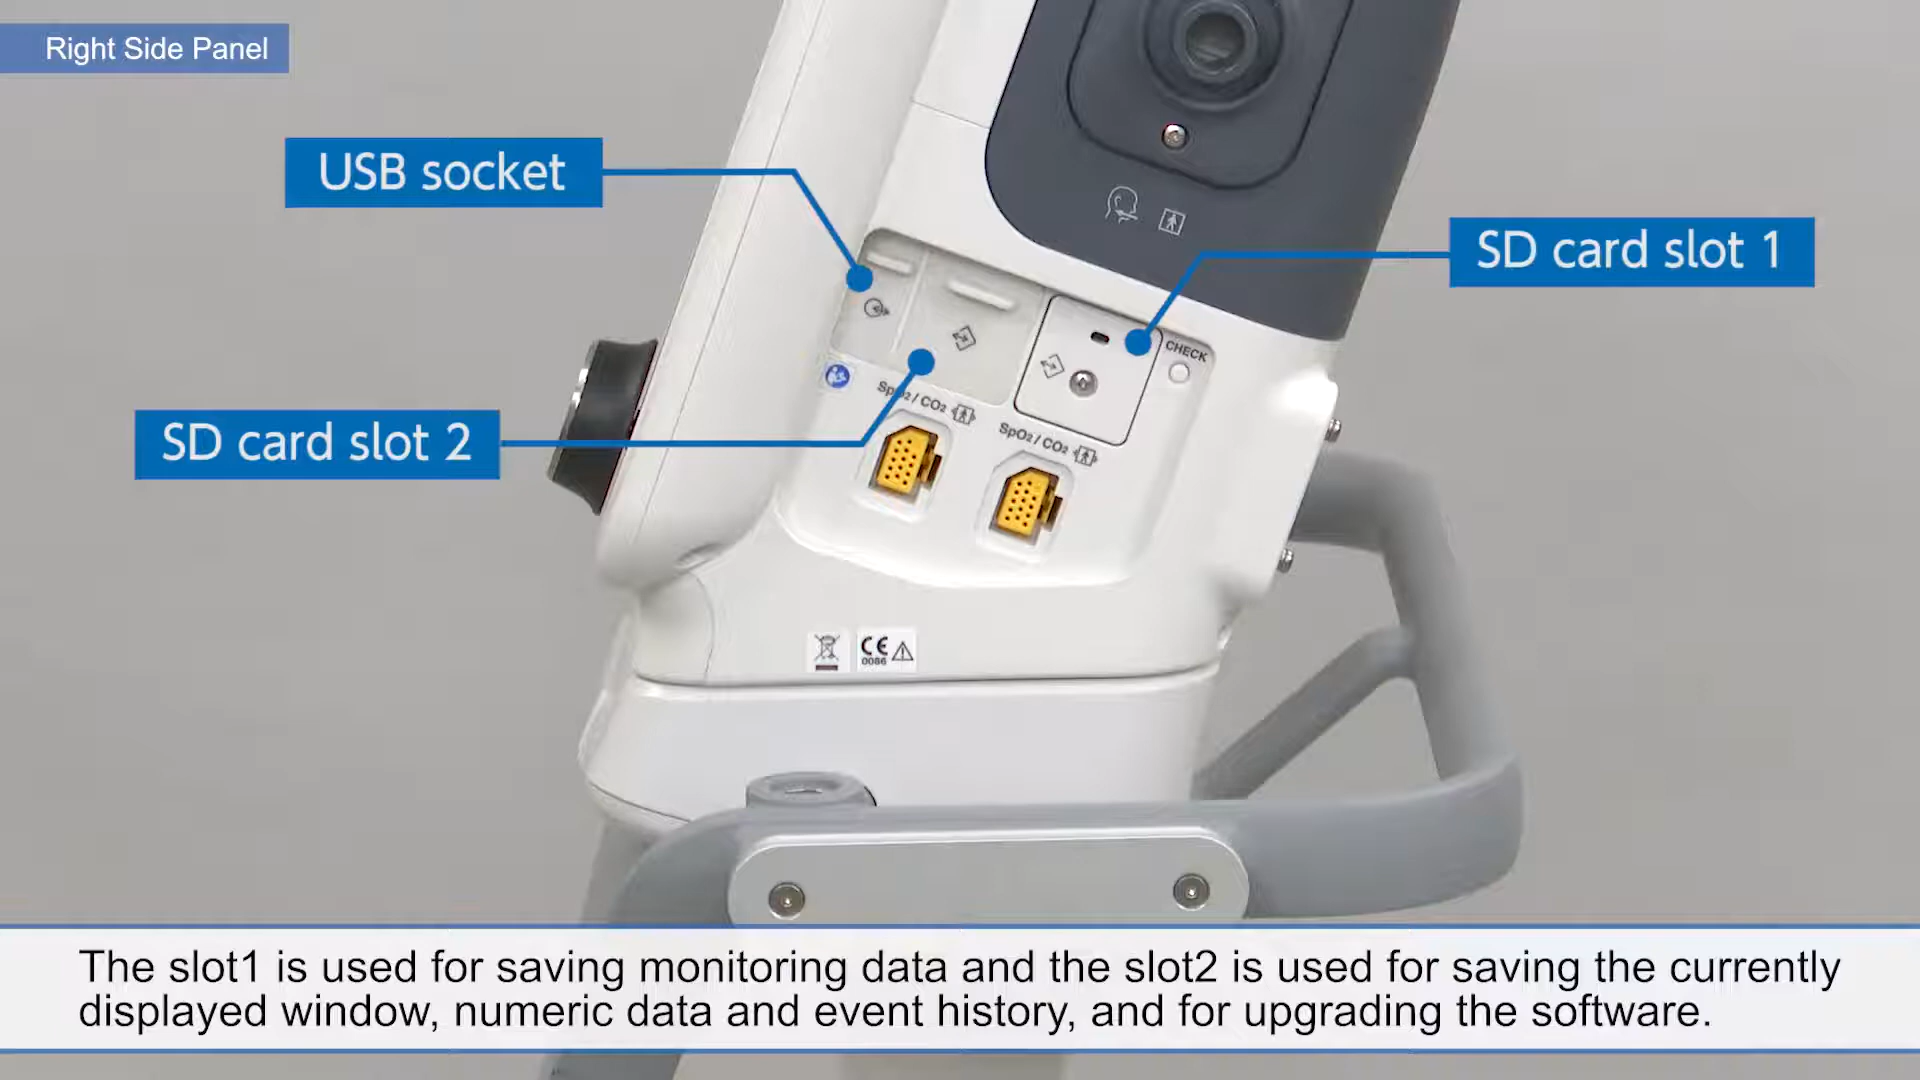 Right Side Panel
USB socket
SD card slot 1
CHECK
SpO2 / CO2
SD card slot 2
SpO2 / CO2
CE
0086
The slot1 is used for saving monitoring data and the slot2 is used for saving the currently
displayed window, numeric data and event history, and for upgrading the software.